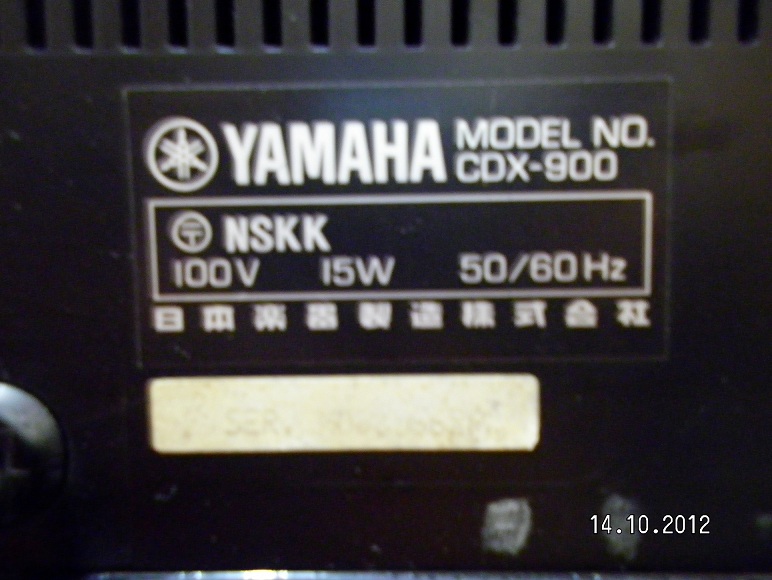 YAMAHA MODEL NO.
CDX-900
〒 NSKK
100V 15W 50/60Hz
日本楽器製造株式会社
SER.
14.10.2012